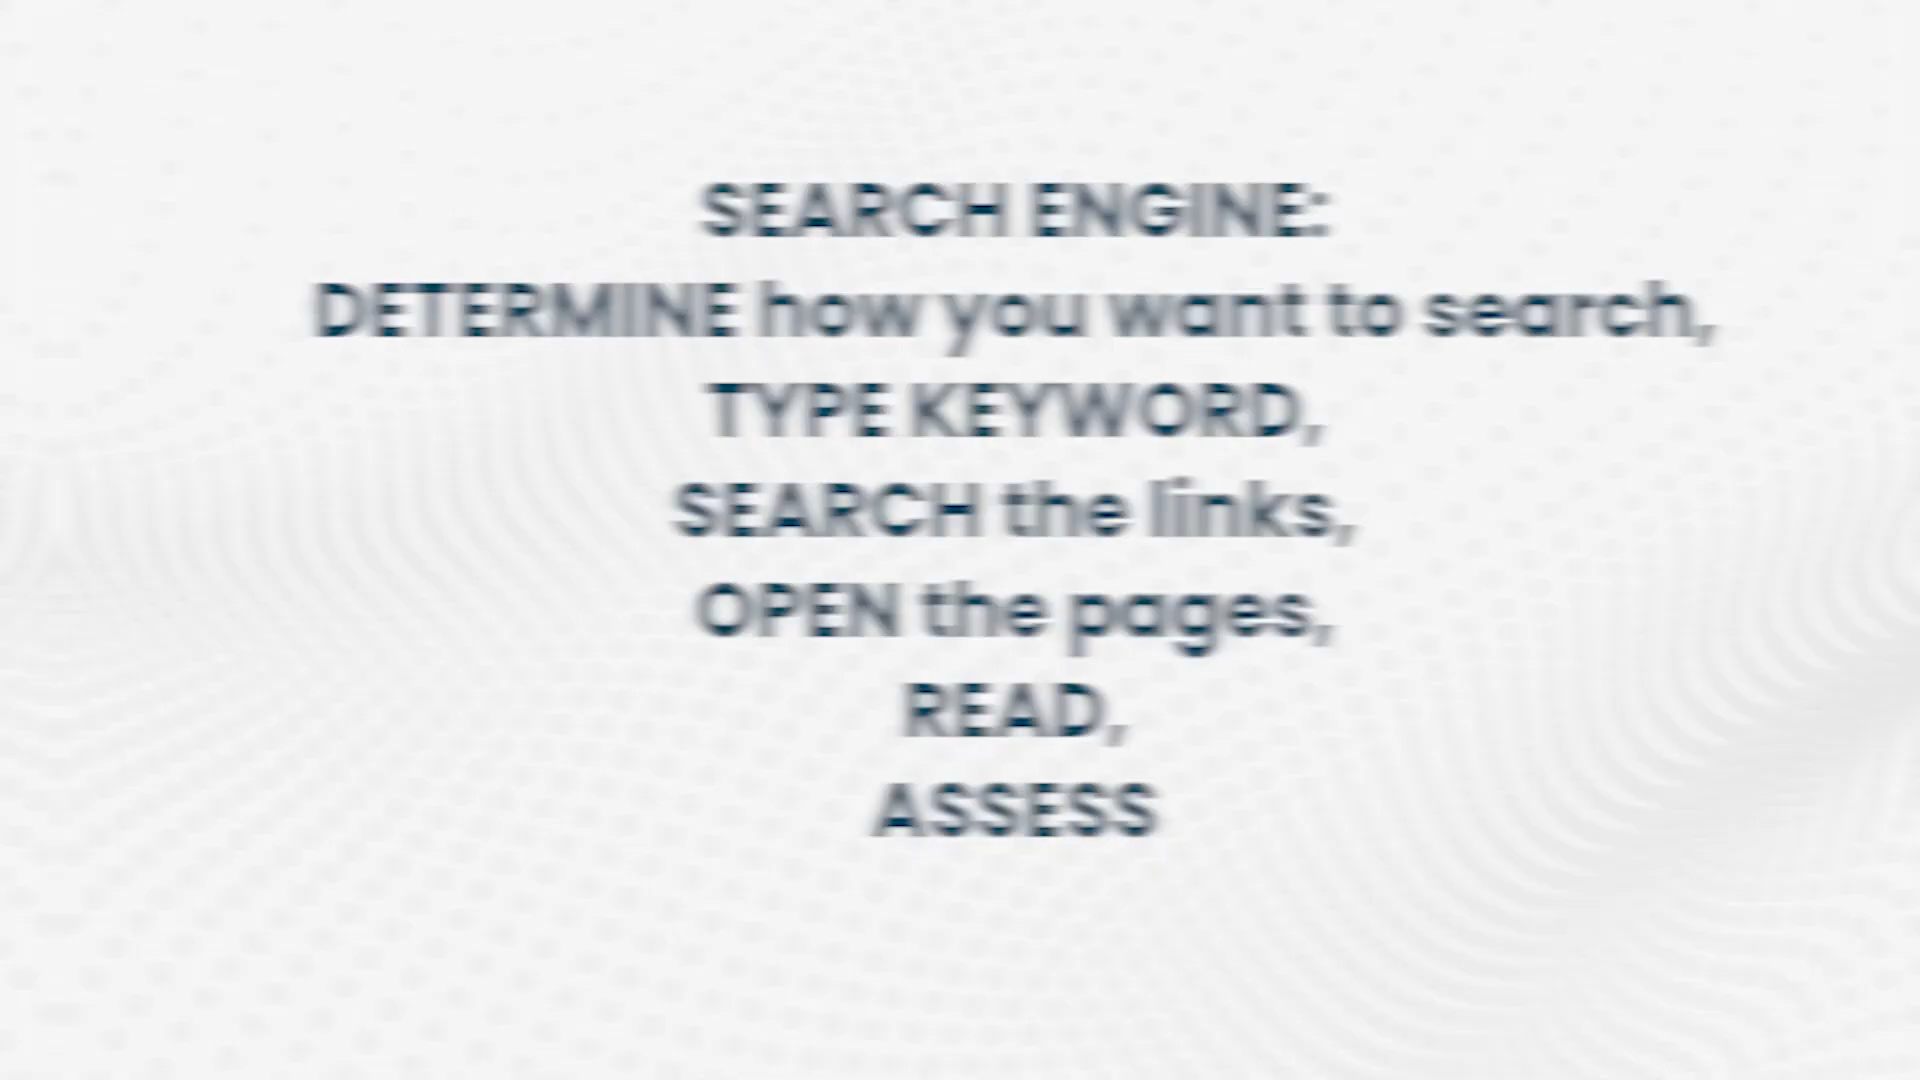 SEARCH ENGINE:
DETERMINE how you want to search,
TYPE KEYWORD,
SEARCH the links,
OPEN the pages,
READ,
ASSESS